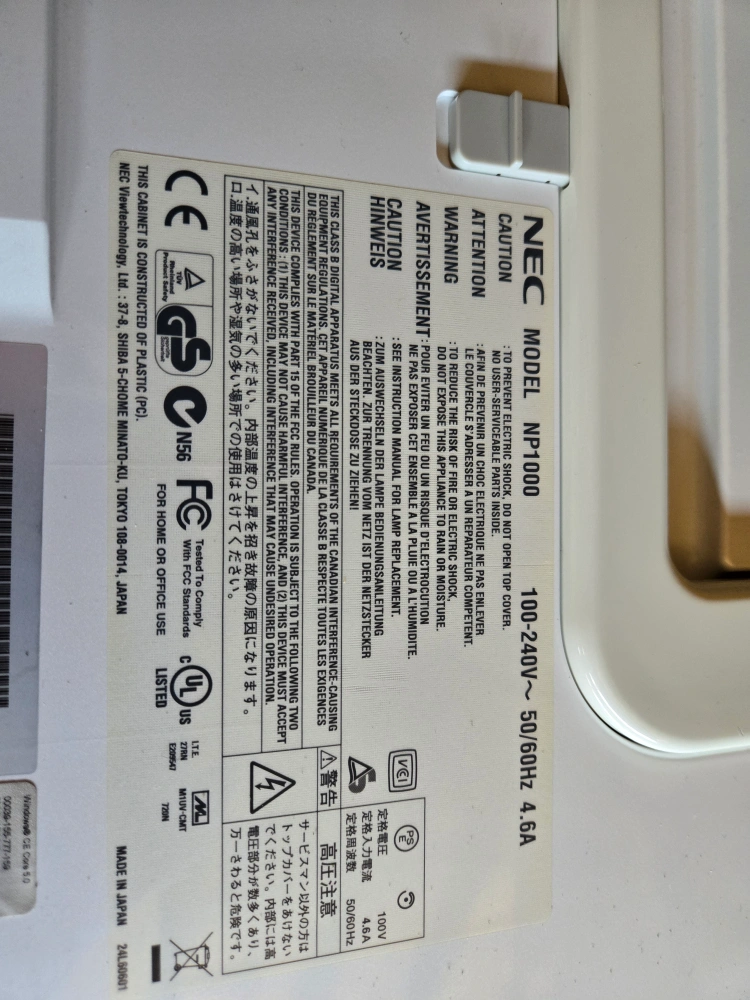 NEC MODEL NP1000 100-240V～ 50/60Hz 4.6A
CAUTION : TO PREVENT ELECTRIC SHOCK, DO NOT OPEN TOP COVER.
NO USER-SERVICEABLE PARTS INSIDE.
ATTENTION : AFIN DE PREVENIR UN CHOC ELECTRIQUE NE PAS ENLEVER
LE COUVERCLE S'ADRESSER A UN REPARATEUR COMPETENT.
WARNING : TO REDUCE THE RISK OF FIRE OR ELECTRIC SHOCK,
DO NOT EXPOSE THIS APPLIANCE TO RAIN OR MOISTURE.
AVERTISSEMENT : POUR EVITER UN FEU OU UN RISQUE D'ELECTROCUTION
NE PAS EXPOSER CET ENSEMBLE A LA PLUIE OU A L'HUMIDITE.
CAUTION : SEE INSTRUCTION MANUAL FOR LAMP REPLACEMENT.
HINWEIS : ZUM AUSWECHSELN DER LAMPE BEDIENUNGSANLEITUNG
BEACHTEN. ZUR TRENNUNG VOM NETZ IST DER NETZSTECKER
AUS DER STECKDOSE ZU ZIEHEN!
VCI
PS
E
定格電圧 100V
定格入力電流 4.6A
定格周波数 50/60Hz
THIS CLASS B DIGITAL APPARATUS MEETS ALL REQUIREMENTS OF THE CANADIAN INTERFERENCE-CAUSING
EQUIPMENT REGULATIONS. CET APPAREIL NUMERIQUE DE LA CLASSE B RESPECTE TOUTES LES EXIGENCES
DU REGLEMENT SUR LE MATERIEL BROUILLEUR DU CANADA.
THIS DEVICE COMPLIES WITH PART 15 OF THE FCC RULES. OPERATION IS SUBJECT TO THE FOLLOWING TWO
CONDITIONS : (1) THIS DEVICE MAY NOT CAUSE HARMFUL INTERFERENCE, AND (2) THIS DEVICE MUST ACCEPT
ANY INTERFERENCE RECEIVED, INCLUDING INTERFERENCE THAT MAY CAUSE UNDESIRED OPERATION.
イ.通風孔をふさがないでください。内部温度の上昇を招き故障の原因になります。
ロ.温度の高い場所や湿気の多い場所での使用はさけてください。
警告 高圧注意
サービスマン以外の方は
トップカバーをあけない
でください。内部には高
電圧部分が数多くあり、
万一さわると危険です。
CE
TÜV
Rheinland
Product Safety
GS
N56
FC
Tested To Comply
With FCC Standards
FOR HOME OR OFFICE USE
C UL US
LISTED
I.T.E.
27RN
E209547
M1UV-CMT
7Z0N
THIS CABINET IS CONSTRUCTED OF PLASTIC (PC).
NEC Viewtechnology, Ltd. : 37-8, SHIBA 5-CHOME MINATO-KU, TOKYO 108-0014, JAPAN
MADE IN JAPAN 24L50601
Windows® CE Core 5.0
00039-156-777-159